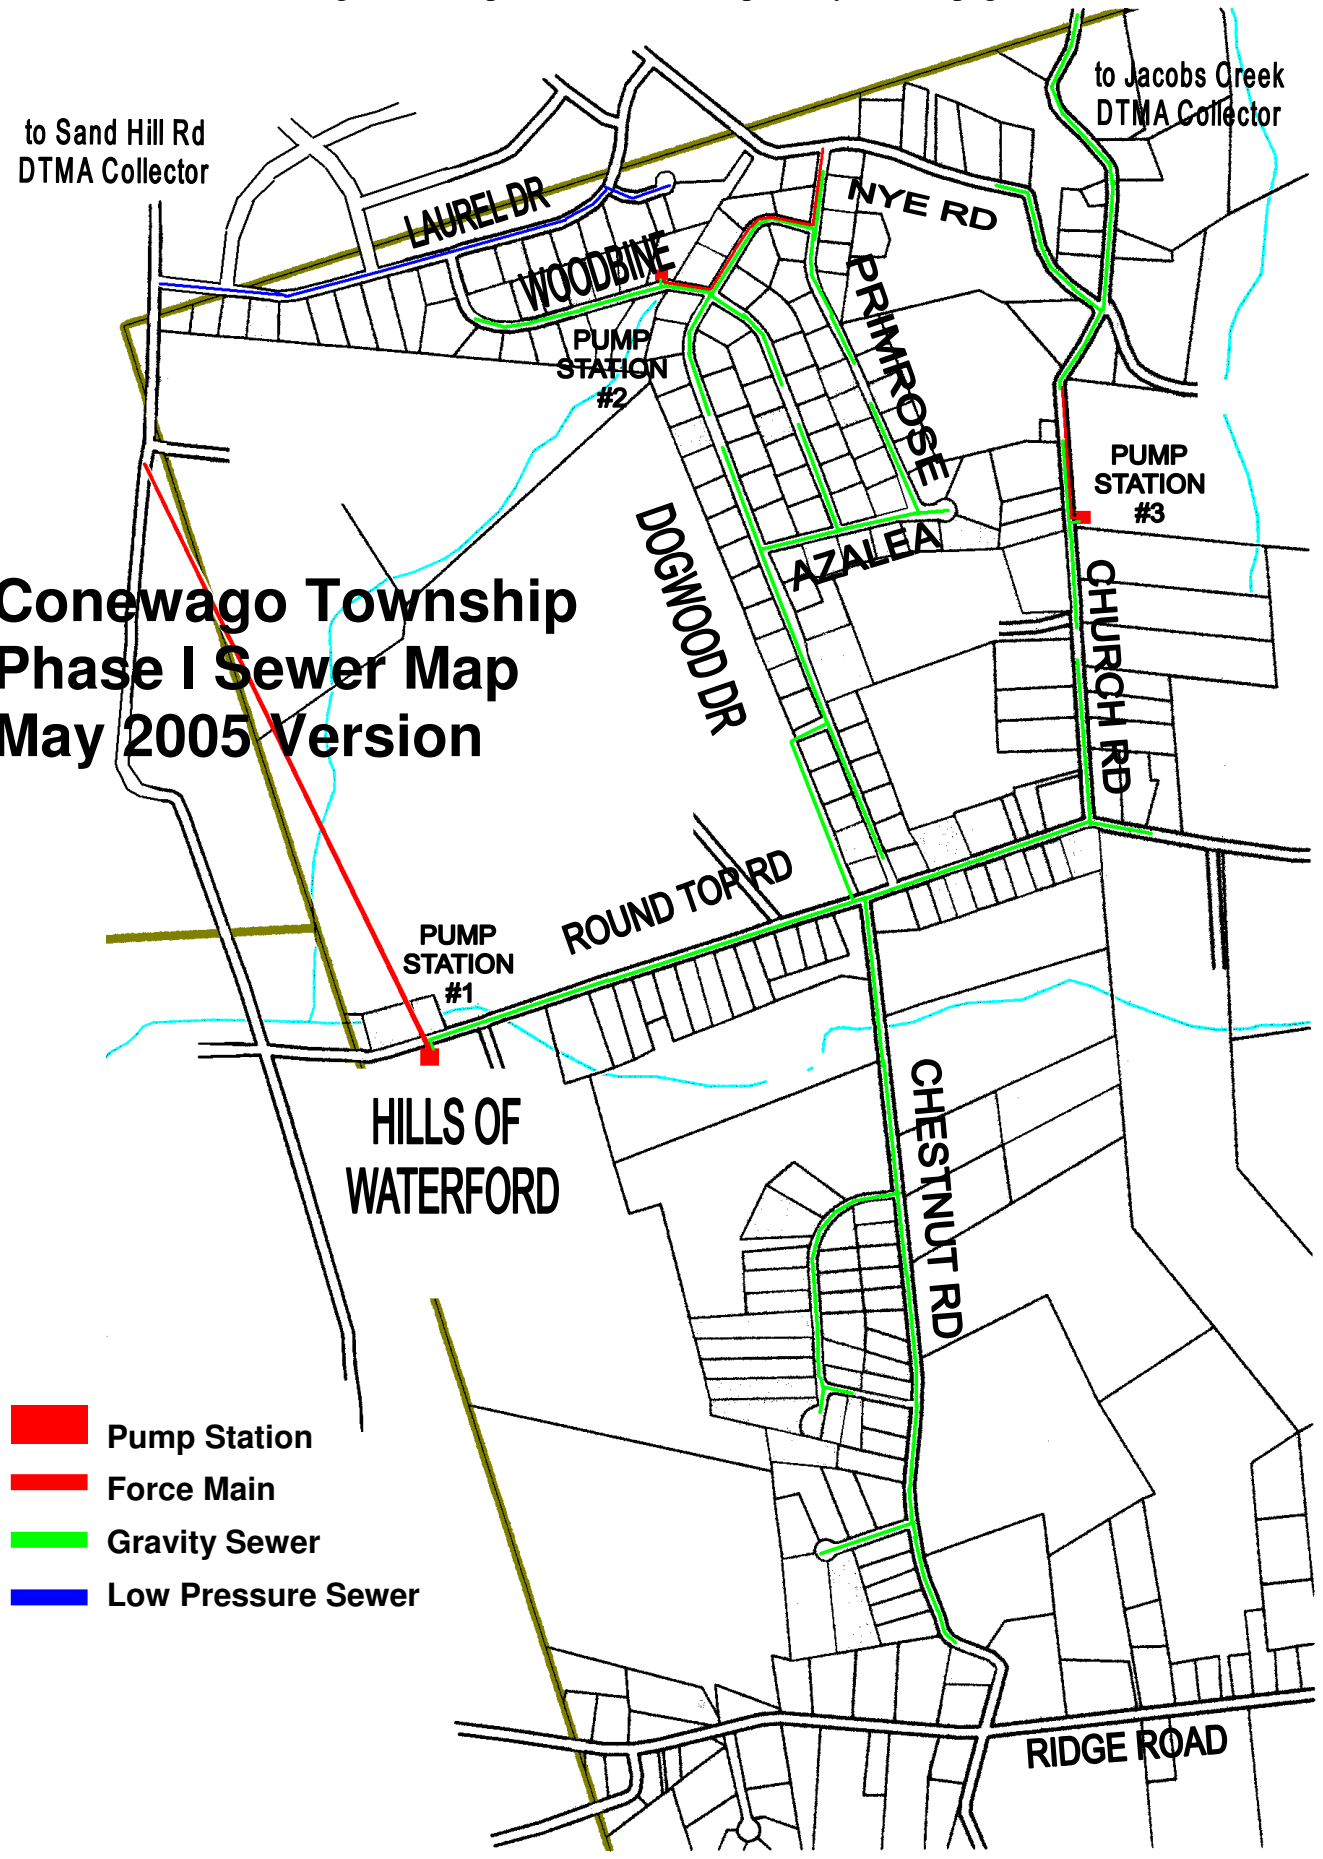 to Jacobs Creek
DTMA Collector
to Sand Hill Rd
DTMA Collector
LAUREL DR
NYE RD
WOODBINE
PRIMROSE
PUMP
STATION
#2
PUMP
STATION
#3
DOGWOOD DR
AZALEA
CHURCH RD
Conewago Township
Phase I Sewer Map
May 2005 Version
ROUND TOP RD
PUMP
STATION
#1
HILLS OF
WATERFORD
CHESTNUT RD
Pump Station
Force Main
Gravity Sewer
Low Pressure Sewer
RIDGE ROAD